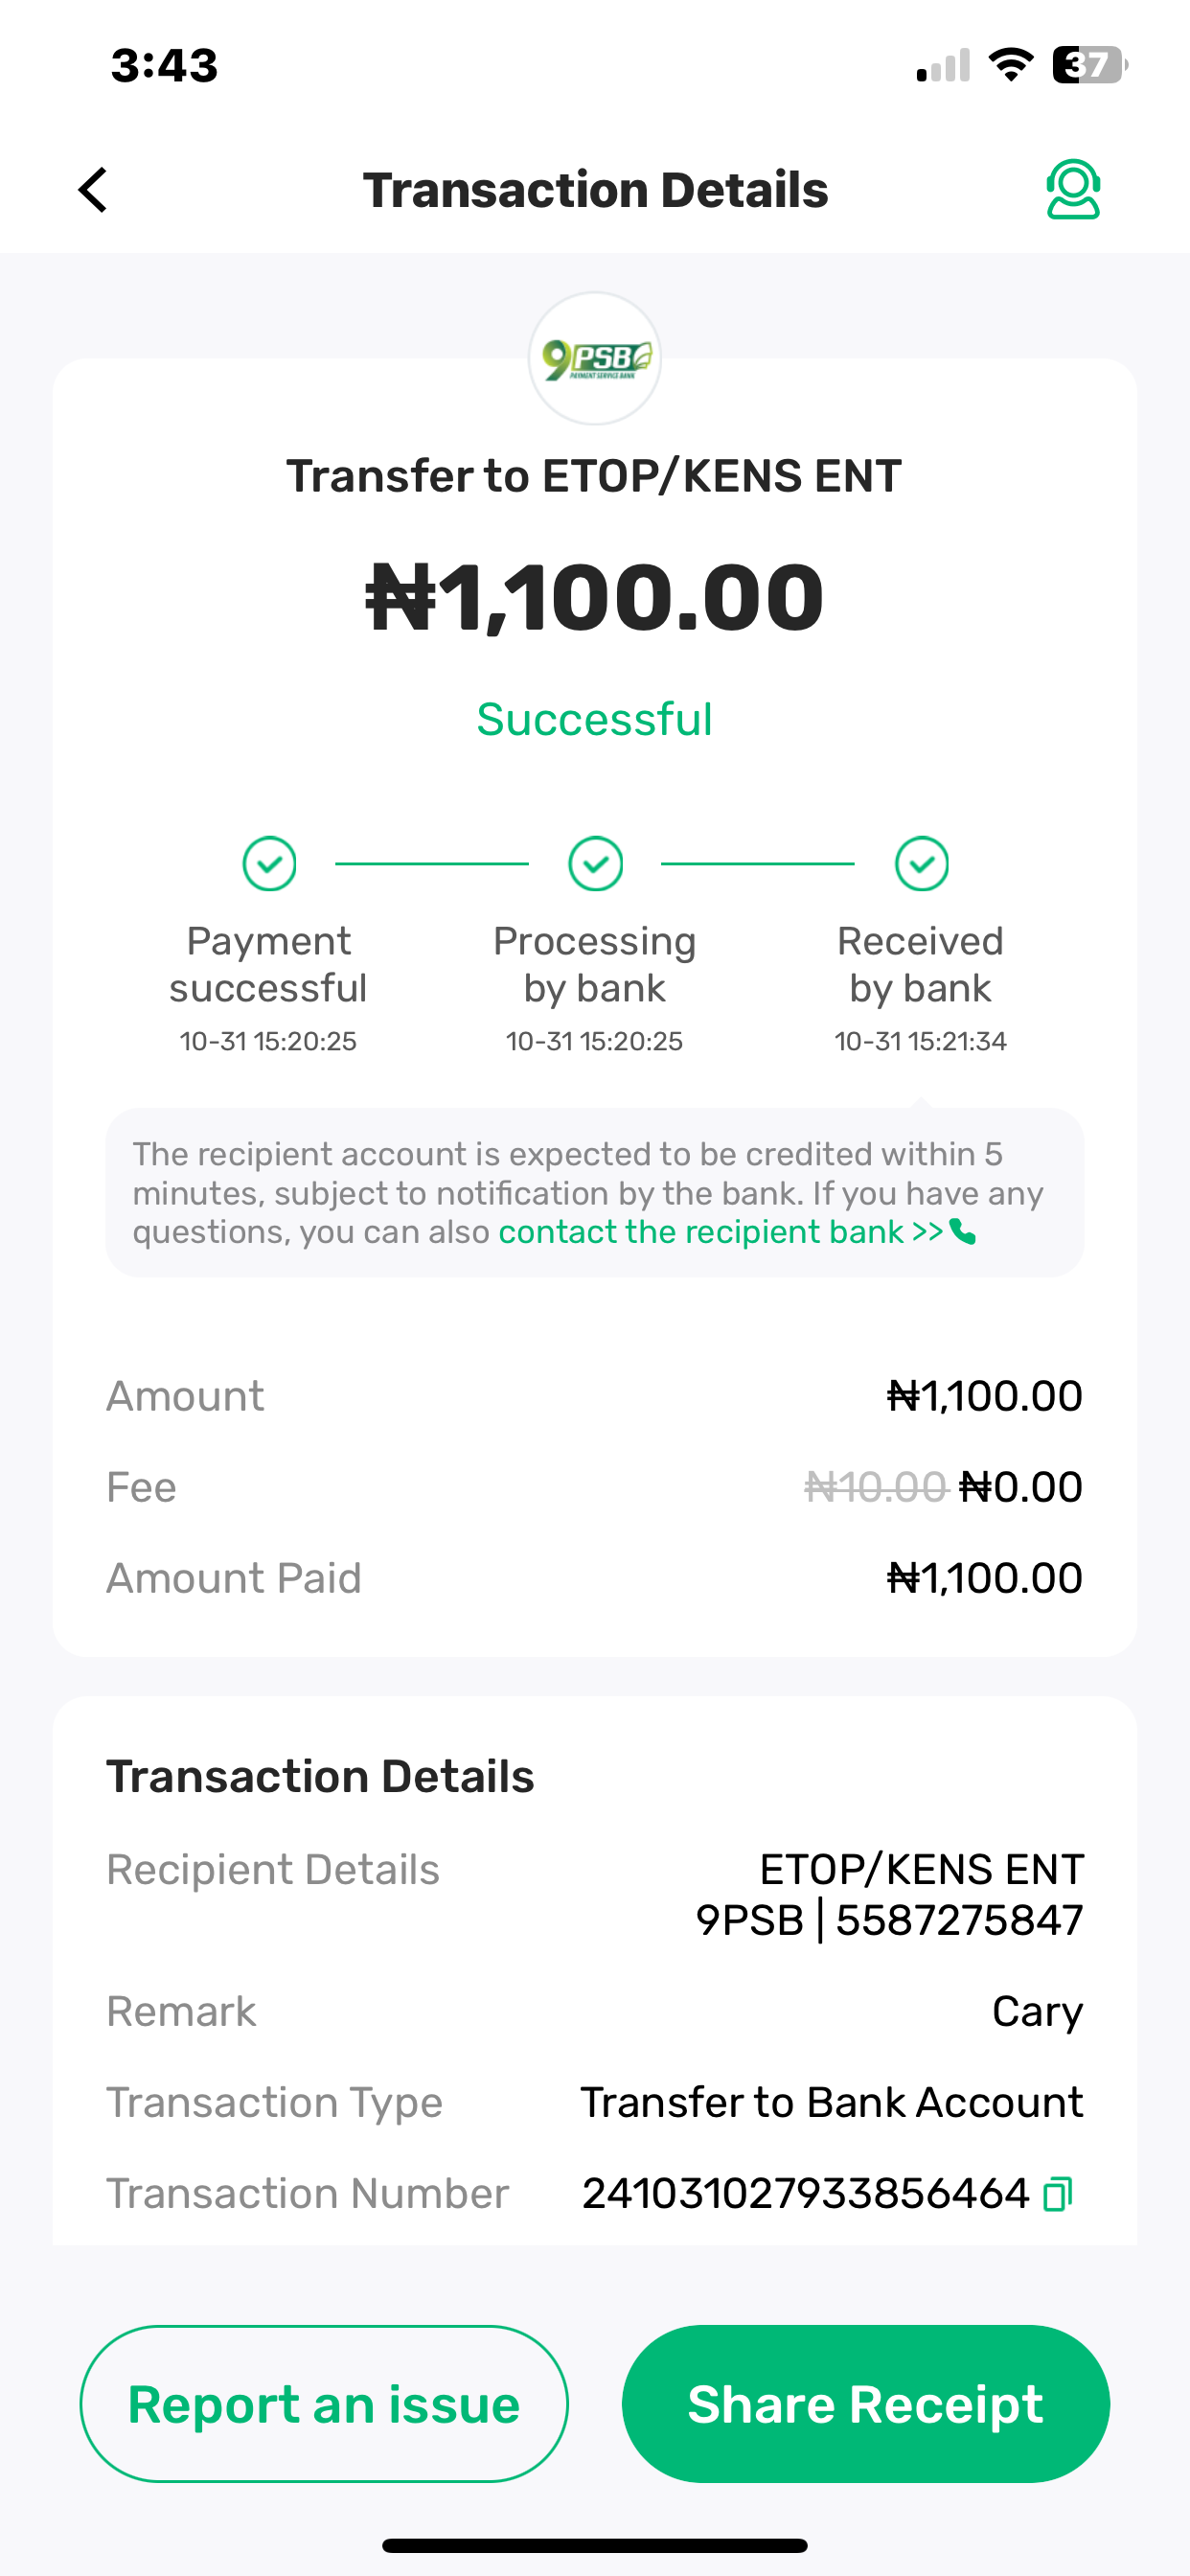 3:43
37
Transaction Details
9PSB
PAYMENT SERVICE BANK
Transfer to ETOP/KENS ENT
₦1,100.00
Successful
Payment successful
10-31 15:20:25
Processing by bank
10-31 15:20:25
Received by bank
10-31 15:21:34
The recipient account is expected to be credited within 5
minutes, subject to notification by the bank. If you have any
questions, you can also contact the recipient bank >>
Amount ₦1,100.00
Fee ₦10.00 ₦0.00
Amount Paid ₦1,100.00
Transaction Details
Recipient Details ETOP/KENS ENT
9PSB | 5587275847
Remark Cary
Transaction Type Transfer to Bank Account
Transaction Number 241031027933856464
Report an issue Share Receipt